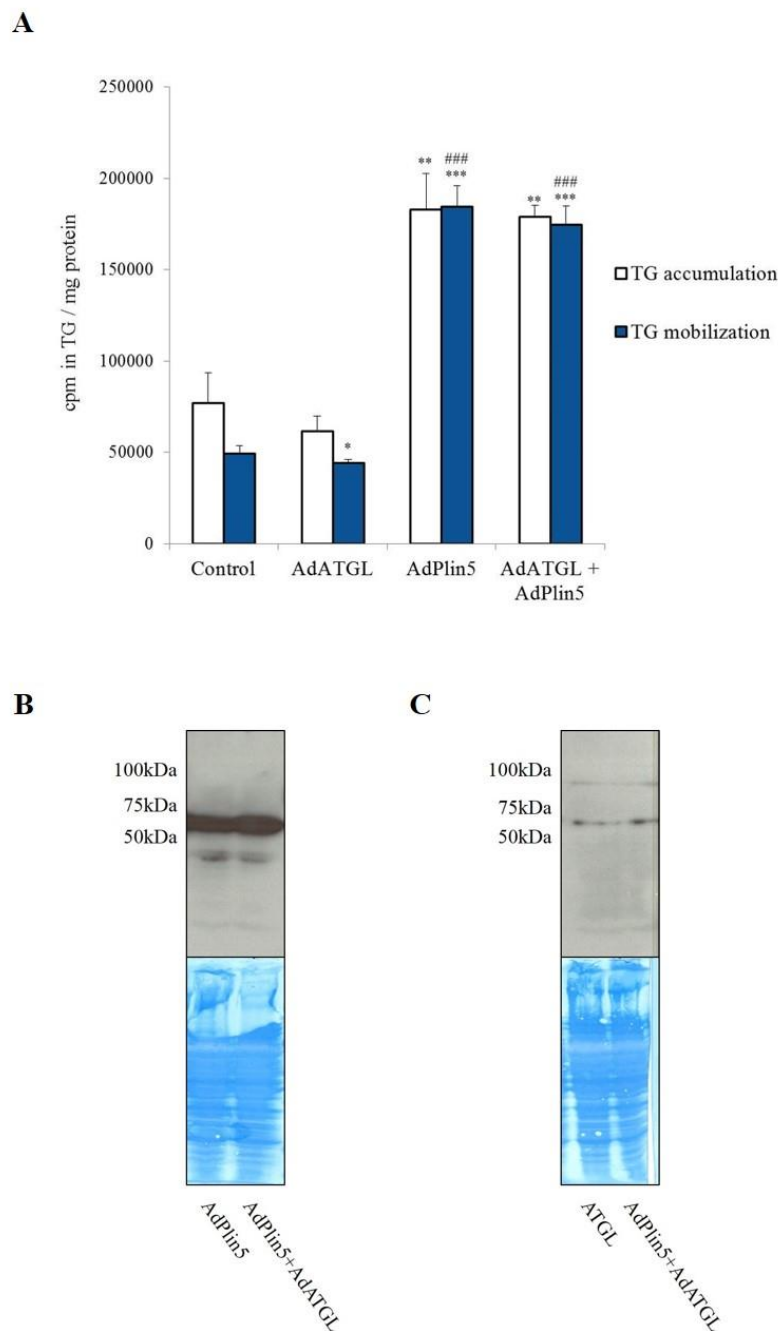 A
250000
200000
150000
100000
50000
0
cpm in TG / mg protein
** ### ***
** ### ***
*
Control AdATGL AdPlin5 AdATGL +
AdPlin5
TG accumulation
TG mobilization
B
100kDa
75kDa
50kDa
AdPlin5
AdPlin5+AdATGL
C
100kDa
75kDa
50kDa
ATGL
AdPlin5+AdATGL